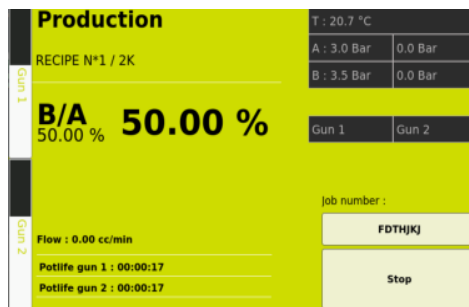 Production
RECIPE N*1 / 2K
Gun 1
B/A
50.00 %
50.00 %
Gun 2
Flow : 0.00 cc/min
Potlife gun 1 : 00:00:17
Potlife gun 2 : 00:00:17
T : 20.7 °C
A : 3.0 Bar 0.0 Bar
B : 3.5 Bar 0.0 Bar
Gun 1 Gun 2
Job number :
FDTHJKJ
Stop